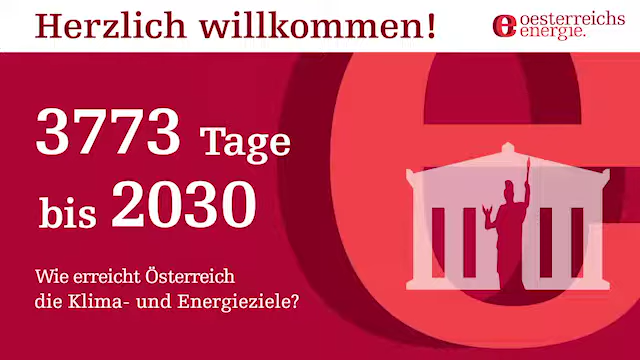 Herzlich willkommen!
oesterreichs
energie.
3773 Tage
bis 2030
Wie erreicht Österreich
die Klima- und Energieziele?